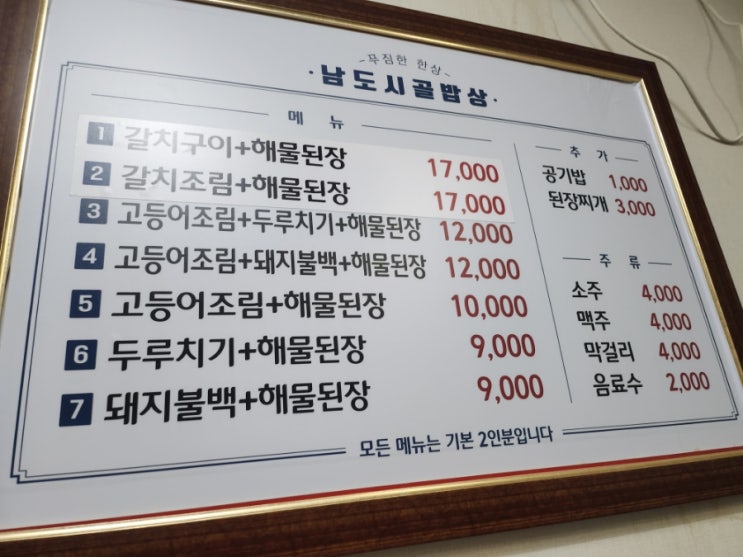 푸짐한 한상
남도시골밥상
메뉴
1 갈치구이+해물된장 17,000
2 갈치조림+해물된장 17,000
3 고등어조림+두루치기+해물된장 12,000
4 고등어조림+돼지불백+해물된장 12,000
5 고등어조림+해물된장 10,000
6 두루치기+해물된장 9,000
7 돼지불백+해물된장 9,000
추가
공기밥 1,000
된장찌개 3,000
주류
소주 4,000
맥주 4,000
막걸리 4,000
음료수 2,000
모든 메뉴는 기본 2인분입니다